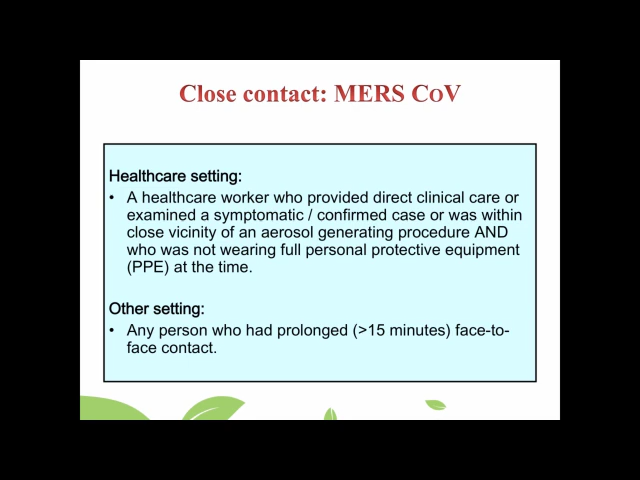 Close contact: MERS CoV
Healthcare setting:
• A healthcare worker who provided direct clinical care or
examined a symptomatic / confirmed case or was within
close vicinity of an aerosol generating procedure AND
who was not wearing full personal protective equipment
(PPE) at the time.
Other setting:
• Any person who had prolonged (>15 minutes) face-to-
face contact.